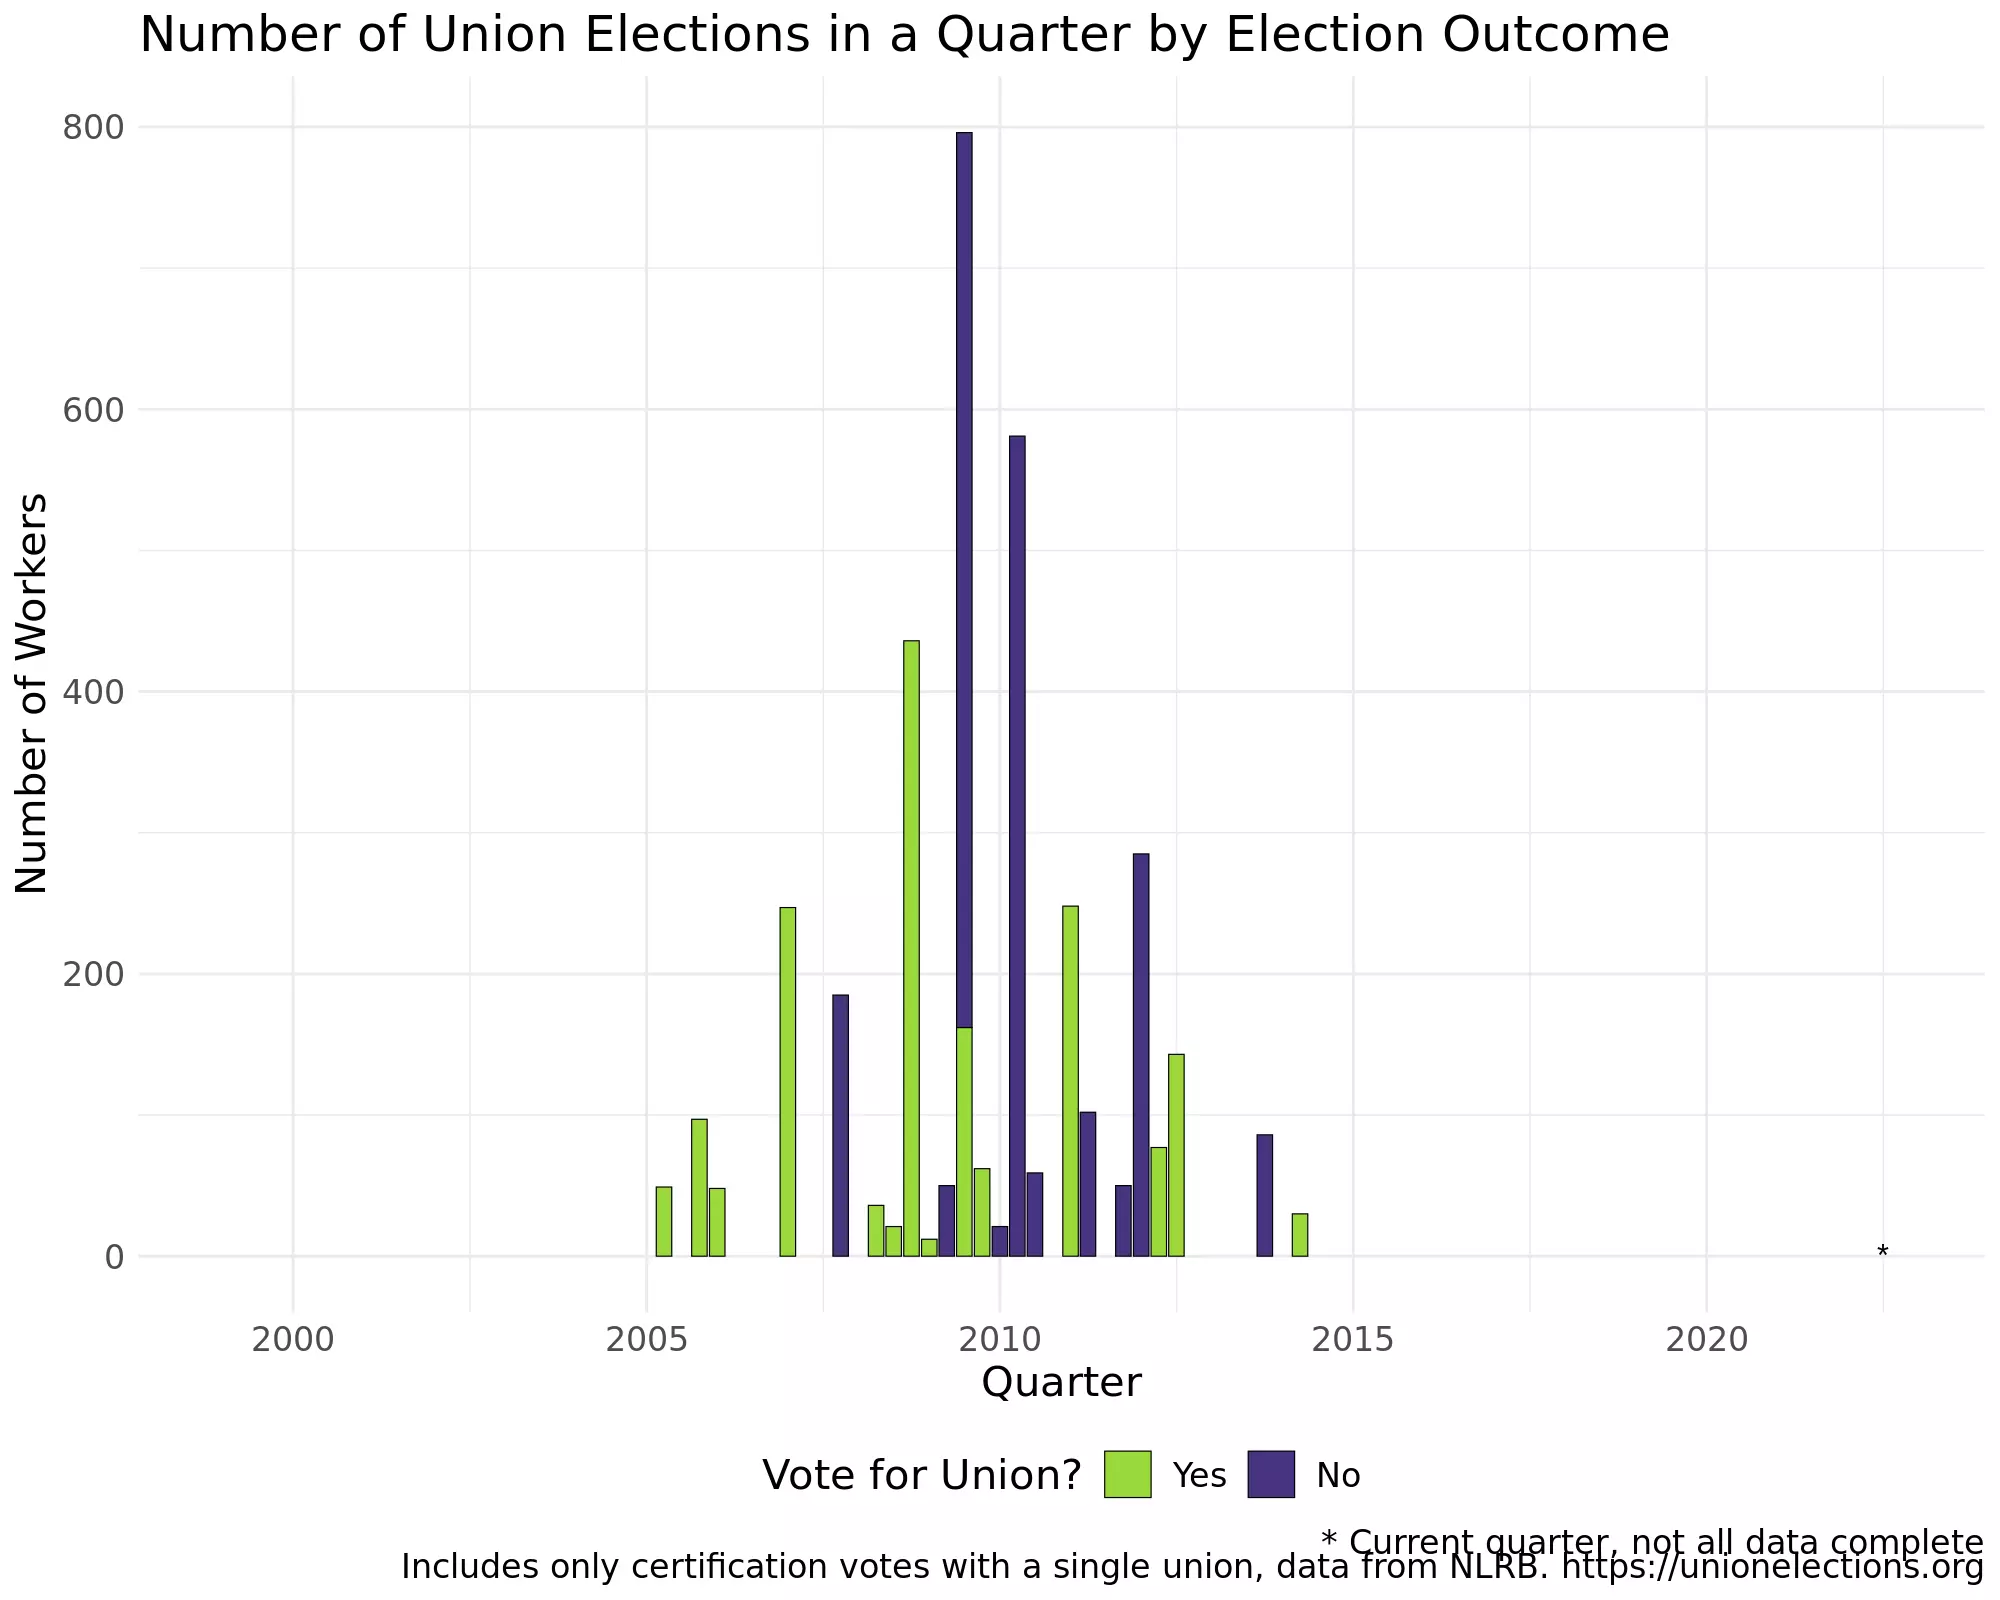 Number of Union Elections in a Quarter by Election Outcome
800
600
400
200
0
Number of Workers
*
2000 2005 2010 2015 2020
Quarter
Vote for Union? Yes No
* Current quarter, not all data complete
Includes only certification votes with a single union, data from NLRB. https://unionelections.org